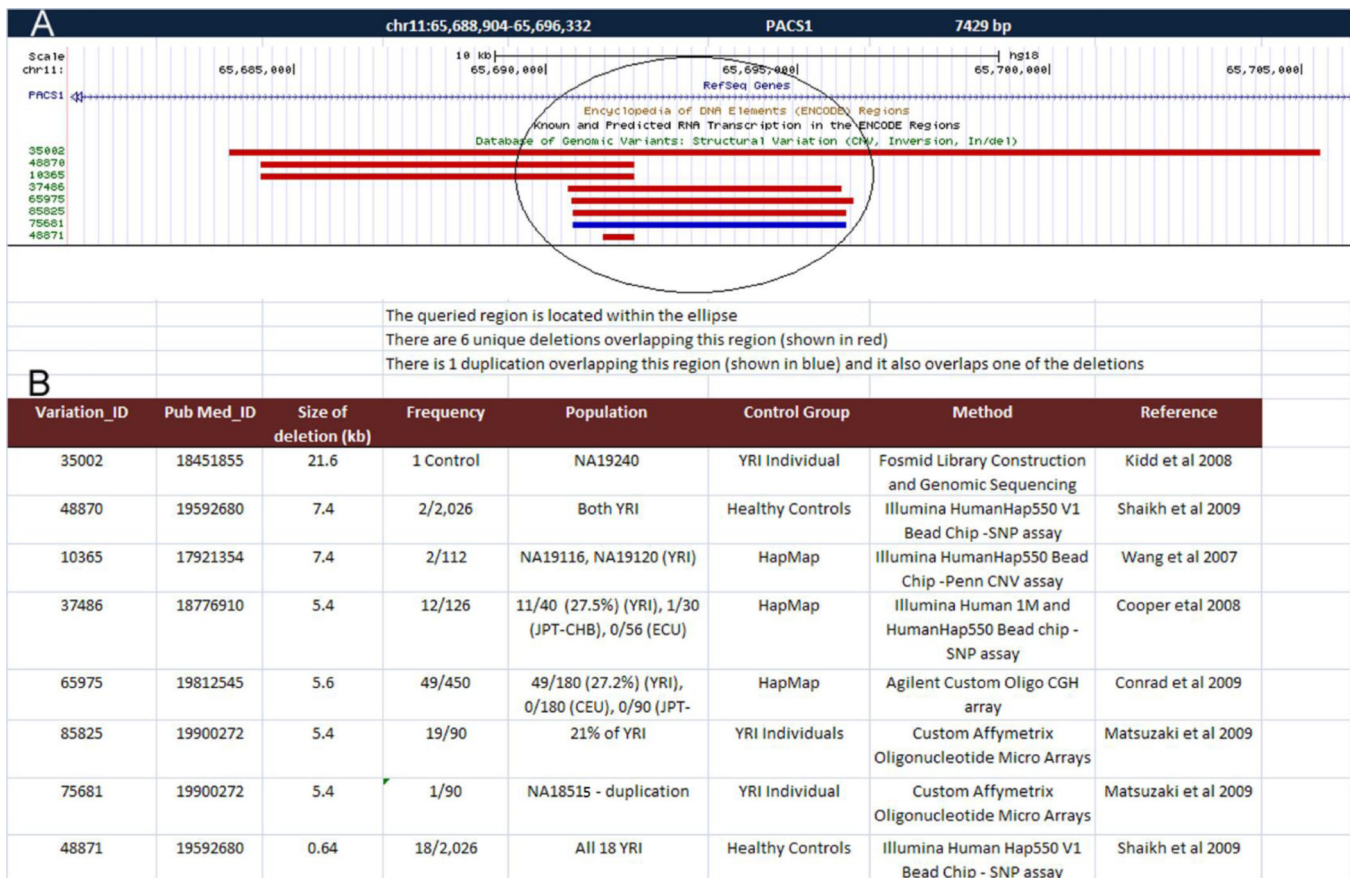 A
chr11:65,688,904-65,696,332 PACS1 7429 bp
Scale 10 kb hg18
chr11: 65,685,000 65,690,000 65,695,000 65,700,000 65,705,000
RefSeq Genes
PACS1
Encyclopedia of DNA Elements (ENCODE) Regions
Known and Predicted RNA Transcription in the ENCODE Regions
Database of Genomic Variants: Structural Variation (CNV, Inversion, In/del)
35002
48870
10365
37486
65975
85825
75681
48871
The queried region is located within the ellipse
There are 6 unique deletions overlapping this region (shown in red)
There is 1 duplication overlapping this region (shown in blue) and it also overlaps one of the deletions
B
Variation_ID Pub Med_ID Size of Frequency Population Control Group Method Reference
deletion (kb)
35002 18451855 21.6 1 Control NA19240 YRI Individual Fosmid Library Construction Kidd et al 2008
and Genomic Sequencing
48870 19592680 7.4 2/2,026 Both YRI Healthy Controls Illumina HumanHap550 V1 Shaikh et al 2009
Bead Chip -SNP assay
10365 17921354 7.4 2/112 NA19116, NA19120 (YRI) HapMap Illumina HumanHap550 Bead Wang et al 2007
Chip -Penn CNV assay
37486 18776910 5.4 12/126 11/40 (27.5%) (YRI), 1/30 HapMap Illumina Human 1M and Cooper etal 2008
(JPT-CHB), 0/56 (ECU) HumanHap550 Bead chip -
SNP assay
65975 19812545 5.6 49/450 49/180 (27.2%) (YRI), HapMap Agilent Custom Oligo CGH Conrad et al 2009
0/180 (CEU), 0/90 (JPT- array
85825 19900272 5.4 19/90 21% of YRI YRI Individuals Custom Affymetrix Matsuzaki et al 2009
Oligonucleotide Micro Arrays
75681 19900272 5.4 1/90 NA18515 - duplication YRI Individual Custom Affymetrix Matsuzaki et al 2009
Oligonucleotide Micro Arrays
48871 19592680 0.64 18/2,026 All 18 YRI Healthy Controls Illumina Human Hap550 V1 Shaikh et al 2009
Bead Chip - SNP assay